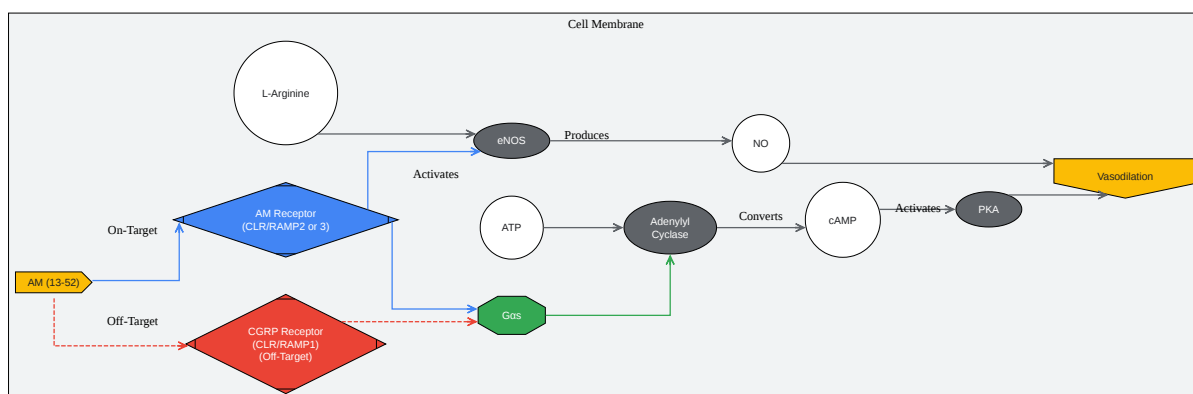 Cell Membrane
L-Arginine
eNOS
Produces
NO
Activates
Vasodilation
AM Receptor
(CLR/RAMP2 or 3)
On-Target
ATP
Adenylyl
Cyclase
Converts
cAMP
Activates
PKA
AM (13-52)
Off-Target
CGRP Receptor
(CLR/RAMP1)
(Off-Target)
Gαs